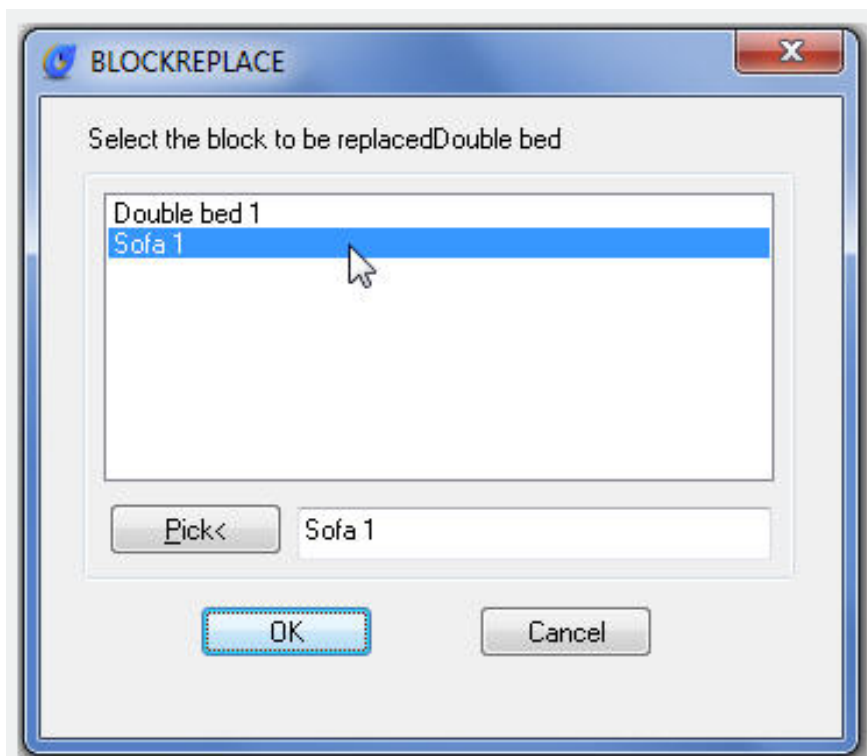 BLOCKREPLACE
Select the block to be replacedDouble bed
Double bed 1
Sofa 1
Pick< Sofa 1
OK Cancel